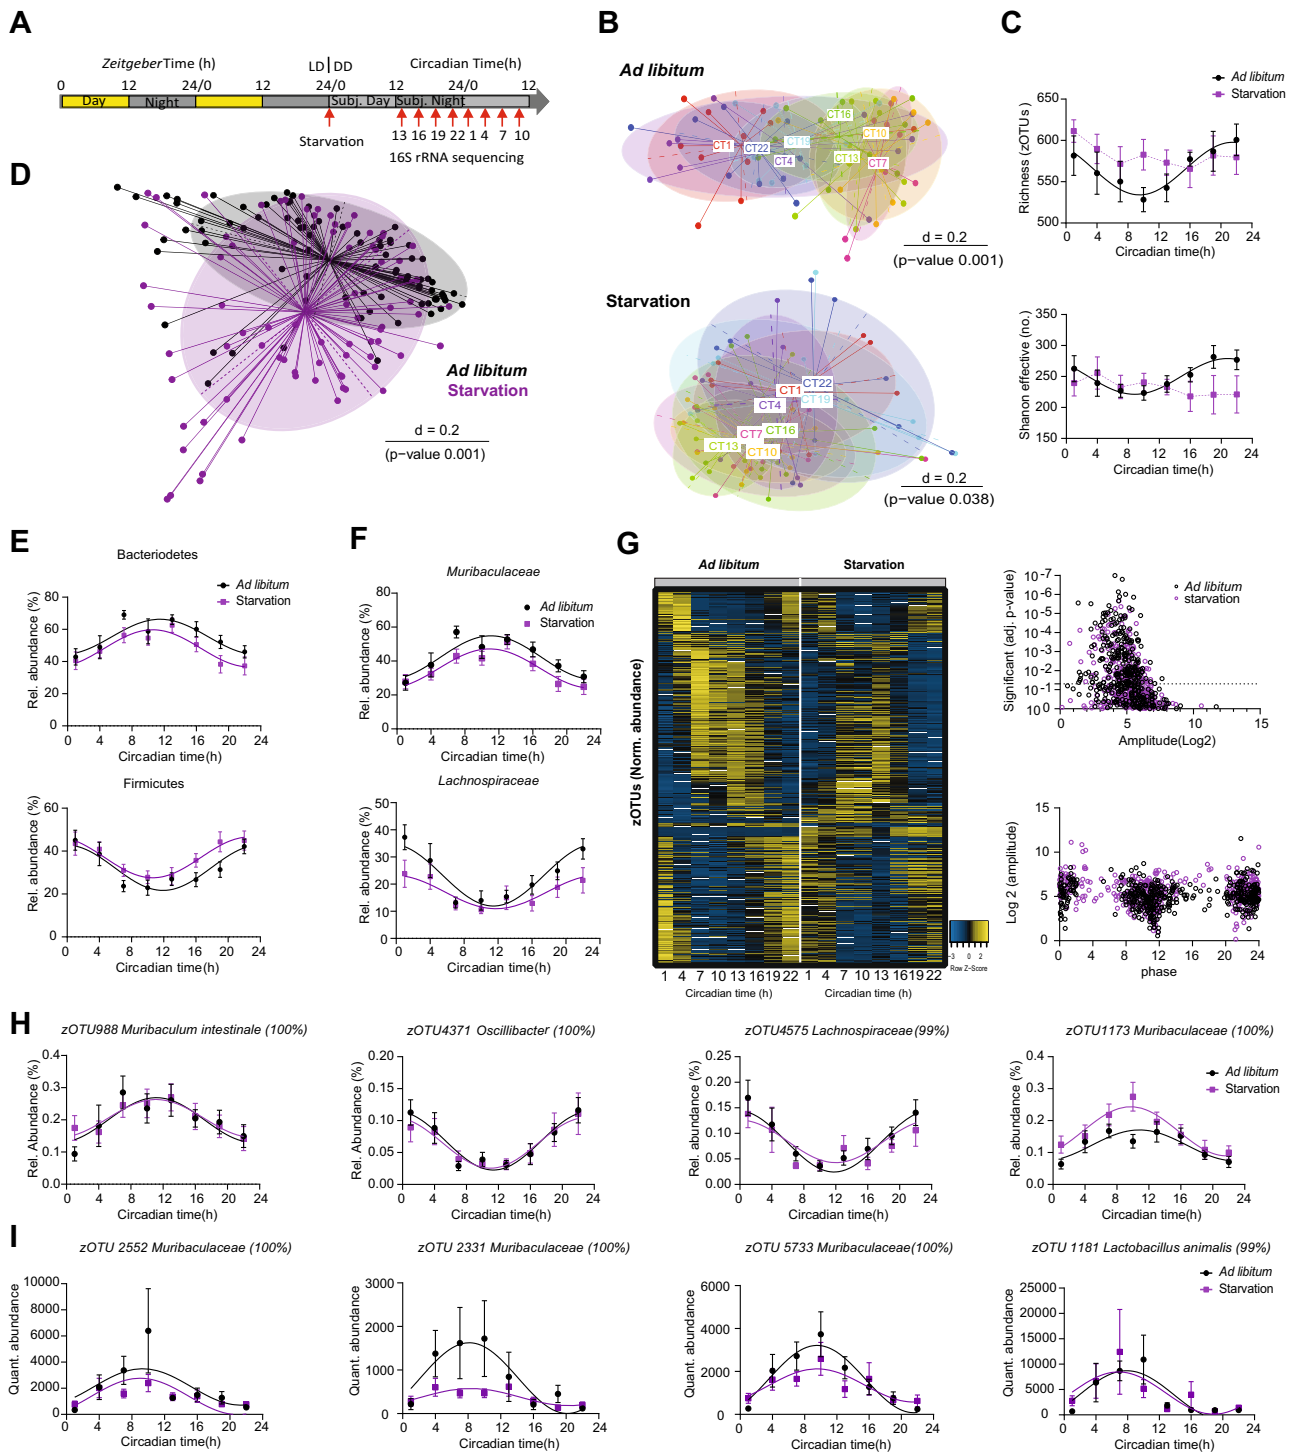 A
Zeitgeber Time (h)
LD
DD
Circadian Time(h)
0
12
24/0
12
24/0
12
24/0
12
Day
Night
Subj. Day
Subj. Night
Starvation
13 16 19 22 1 4 7 10
16S rRNA sequencing
B
Ad libitum
CT16
CT10
CT1
CT22
CT19
CT4
CT13
CT7
d = 0.2
(p−value 0.001)
Starvation
CT22
CT1
CT19
CT4
CT7
CT16
CT13
CT10
d = 0.2
(p−value 0.038)
C
Ad libitum
Starvation
Richness (zOTUs)
650
600
550
500
0 4 8 12 16 20 24
Circadian time(h)
Shannon effective (no.)
350
300
250
200
150
0 4 8 12 16 20 24
Circadian time(h)
D
Ad libitum
Starvation
d = 0.2
(p−value 0.001)
E
Bacteriodetes
Ad libitum
Starvation
Rel. abundance (%)
80
60
40
20
0
0 4 8 12 16 20 24
Circadian time(h)
Firmicutes
Rel. abundance (%)
60
40
20
0
0 4 8 12 16 20 24
Circadian time(h)
F
Muribaculaceae
Ad libitum
Starvation
Rel. abundance (%)
80
60
40
20
0
0 4 8 12 16 20 24
Circadian time(h)
Lachnospiraceae
Rel. abundance (%)
50
40
30
20
10
0
0 4 8 12 16 20 24
Circadian time(h)
G
Ad libitum
Starvation
zOTUs (Norm. abundance)
1 4 7 10 13 16 19 22 1 4 7 10 13 16 19 22
Circadian time (h)
Circadian time (h)
−3 0 2
Row Z−Score
Ad libitum
starvation
Significant (adj. p-value)
10-7
10-6
10-5
10-4
10-3
10-2
10-1
100
0 5 10 15
Amplitude(Log2)
Log 2 (amplitude)
15
10
5
0
0 4 8 12 16 20 24
phase
H
zOTU988 Muribaculum intestinale (100%)
Rel. Abundance (%)
0.4
0.3
0.2
0.1
0.0
0 4 8 12 16 20 24
Circadian time(h)
zOTU4371 Oscillibacter (100%)
Rel. abundance (%)
0.20
0.15
0.10
0.05
0.00
0 4 8 12 16 20 24
Circadian time(h)
zOTU4575 Lachnospiraceae(99%)
Rel. abundance (%)
0.25
0.20
0.15
0.10
0.05
0.00
0 4 8 12 16 20 24
Circadian time(h)
zOTU1173 Muribaculaceae (100%)
Ad libitum
Starvation
Rel. abundance (%)
0.4
0.3
0.2
0.1
0.0
0 4 8 12 16 20 24
Circadian time(h)
I
zOTU 2552 Muribaculaceae (100%)
Quant. abundance
10000
8000
6000
4000
2000
0
0 4 8 12 16 20 24
Circadian time(h)
zOTU 2331 Muribaculaceae (100%)
Quant. abundance
3000
2000
1000
0
0 4 8 12 16 20 24
Circadian time(h)
zOTU 5733 Muribaculaceae(100%)
Quant. abundance
6000
4000
2000
0
0 4 8 12 16 20 24
Circadian time(h)
zOTU 1181 Lactobacillus animalis (99%)
Ad libitum
Starvation
Quant. abundance
25000
20000
15000
10000
5000
0
0 4 8 12 16 20 24
Circadian time(h)